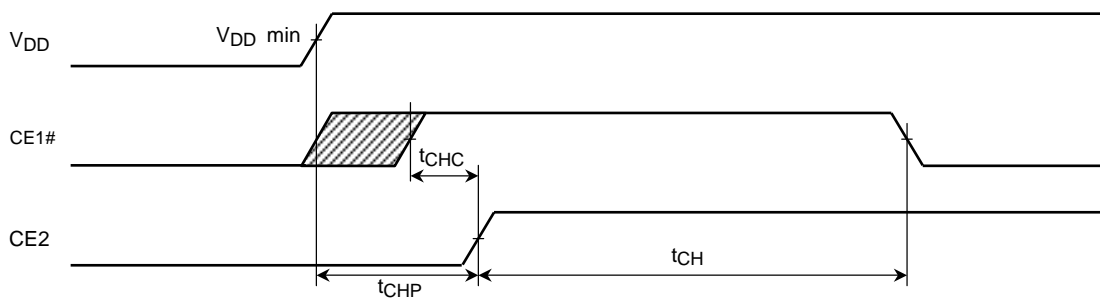 VDD
VDD min
CE1#
tCHC
CE2
tCHP
tCH